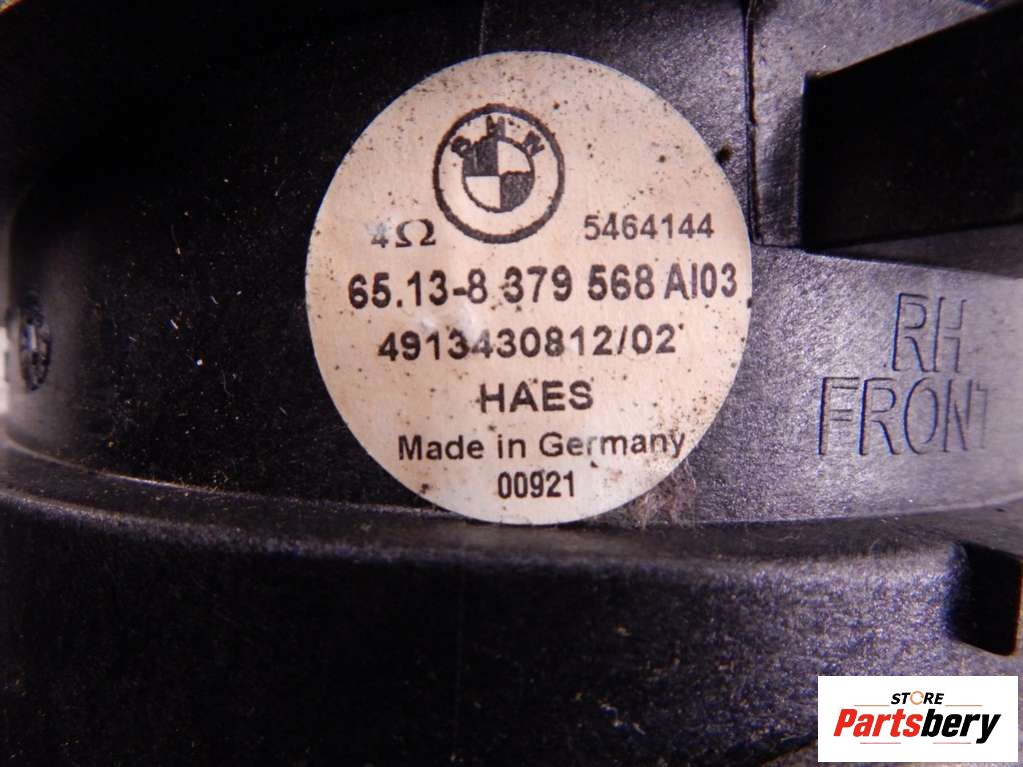 BMW
4Ω 5464144
65.13-8 379 568 AI03
4913430812/02
HAES
Made in Germany
00921
RH
FRONT
STORE
Partsbery